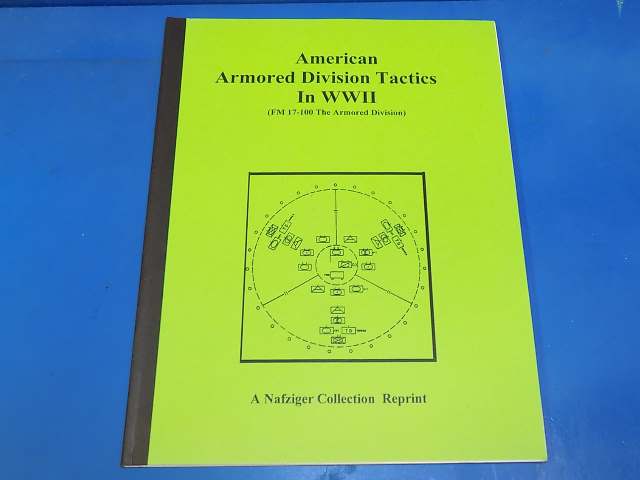 American
Armored Division Tactics
In WWII
(FM 17-100 The Armored Division)
A Nafziger Collection Reprint